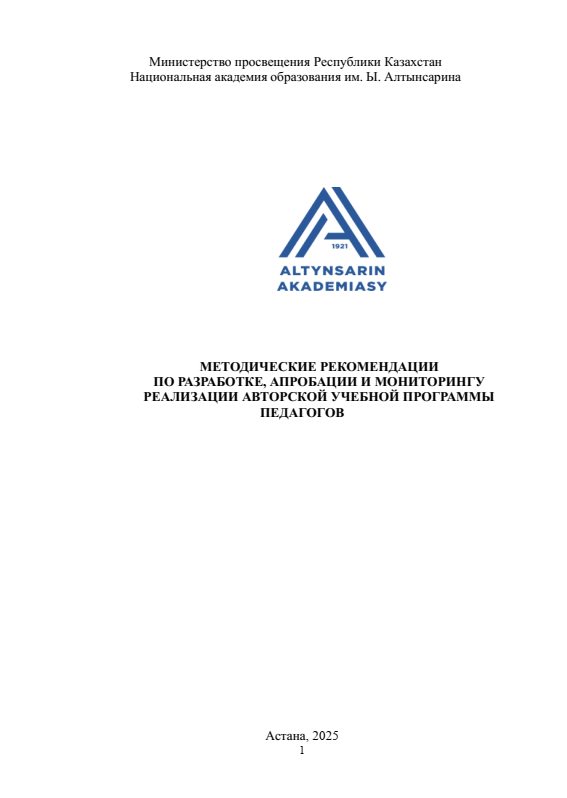 Министерство просвещения Республики Казахстан
Национальная академия образования им. Ы. Алтынсарина
1921
ALTYNSARIN
AKADEMIASY
МЕТОДИЧЕСКИЕ РЕКОМЕНДАЦИИ
ПО РАЗРАБОТКЕ, АПРОБАЦИИ И МОНИТОРИНГУ
РЕАЛИЗАЦИИ АВТОРСКОЙ УЧЕБНОЙ ПРОГРАММЫ
ПЕДАГОГОВ
Астана, 2025
1